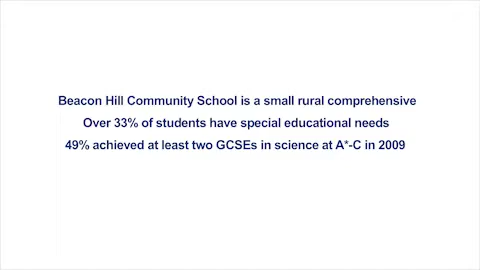 Beacon Hill Community School is a small rural comprehensive
Over 33% of students have special educational needs
49% achieved at least two GCSEs in science at A*-C in 2009